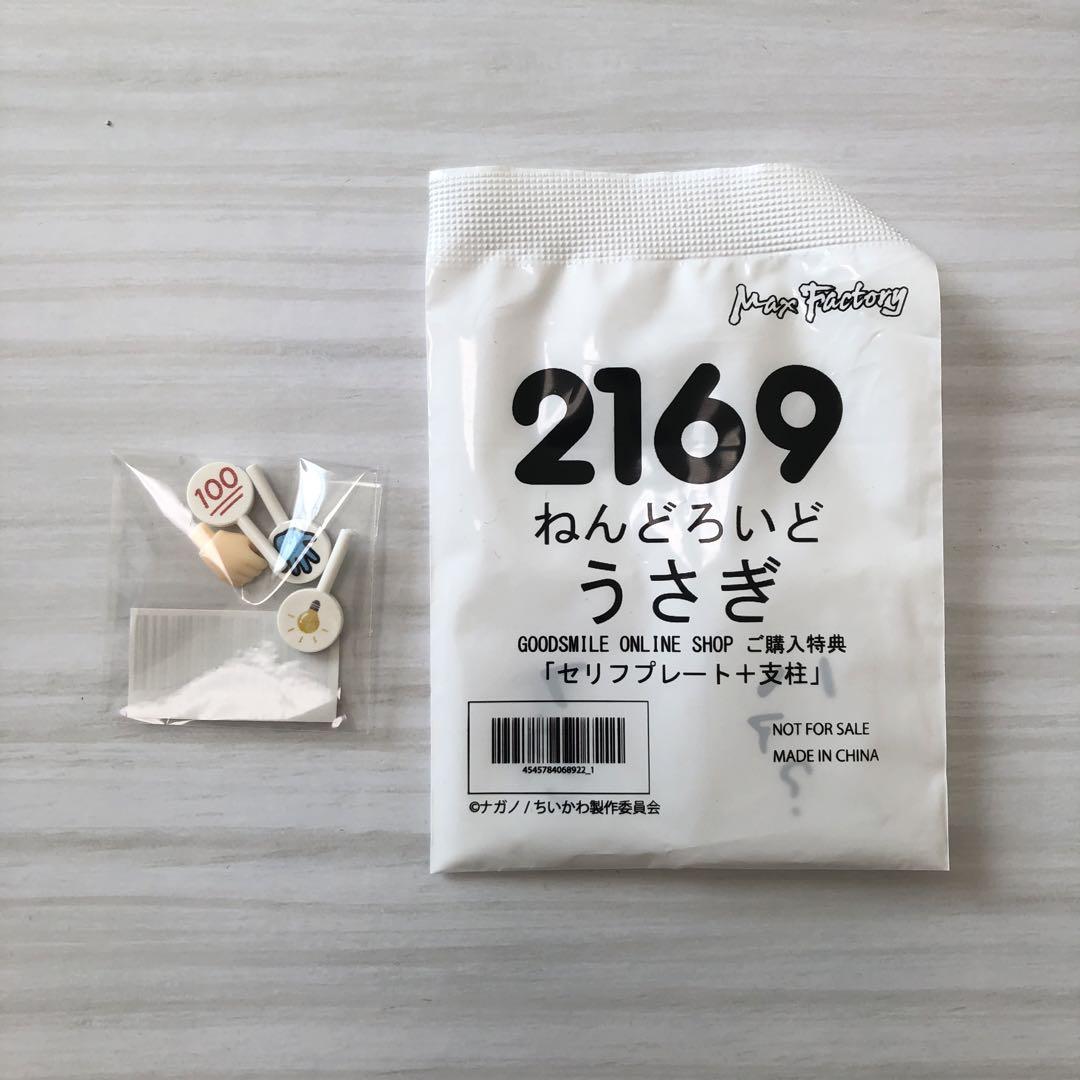 100
Max Factory
2169
ねんどろいど
うさぎ
GOODSMILE ONLINE SHOP ご購入特典
「セリフプレート+支柱」
4545784068922_1
NOT FOR SALE
MADE IN CHINA
©ナガノ / ちいかわ製作委員会